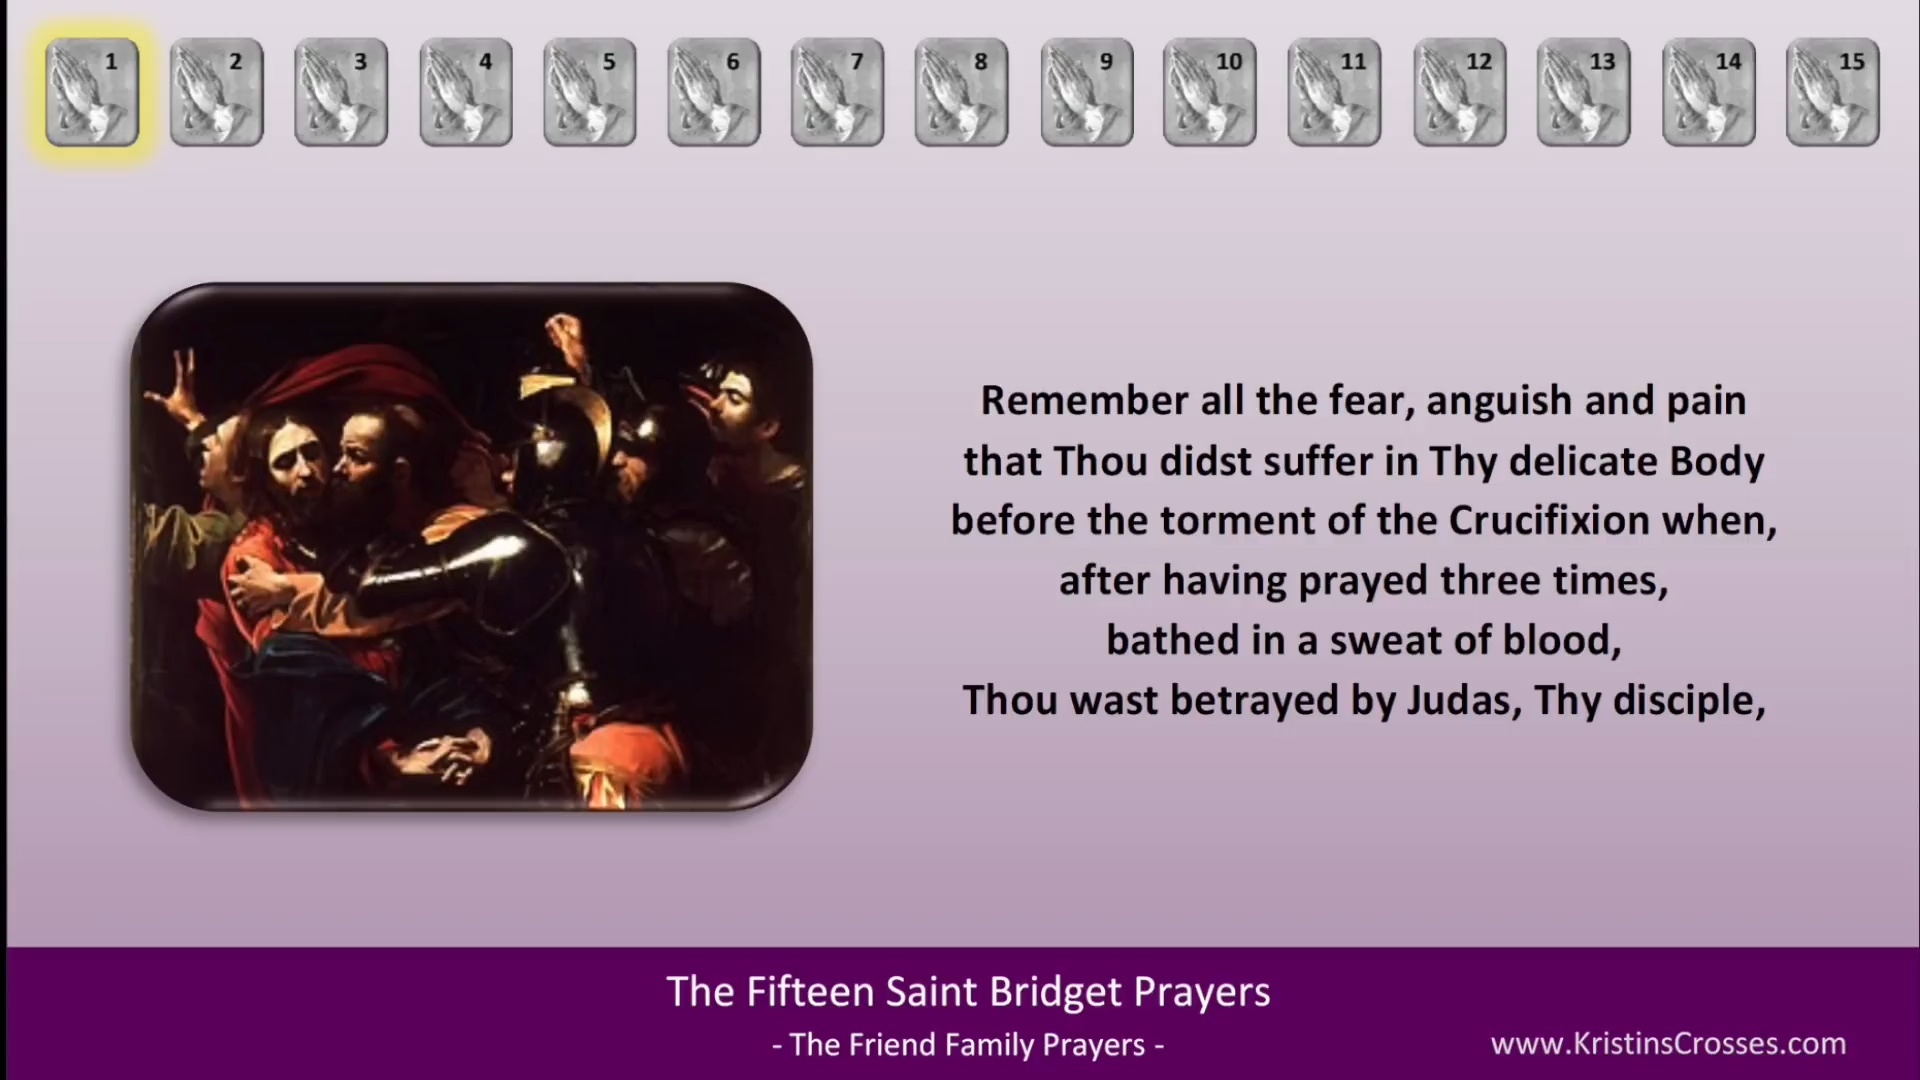 1 2 3 4 5 6 7 8 9 10 11 12 13 14 15
Remember all the fear, anguish and pain
that Thou didst suffer in Thy delicate Body
before the torment of the Crucifixion when,
after having prayed three times,
bathed in a sweat of blood,
Thou wast betrayed by Judas, Thy disciple,
The Fifteen Saint Bridget Prayers
- The Friend Family Prayers -
www.KristinsCrosses.com